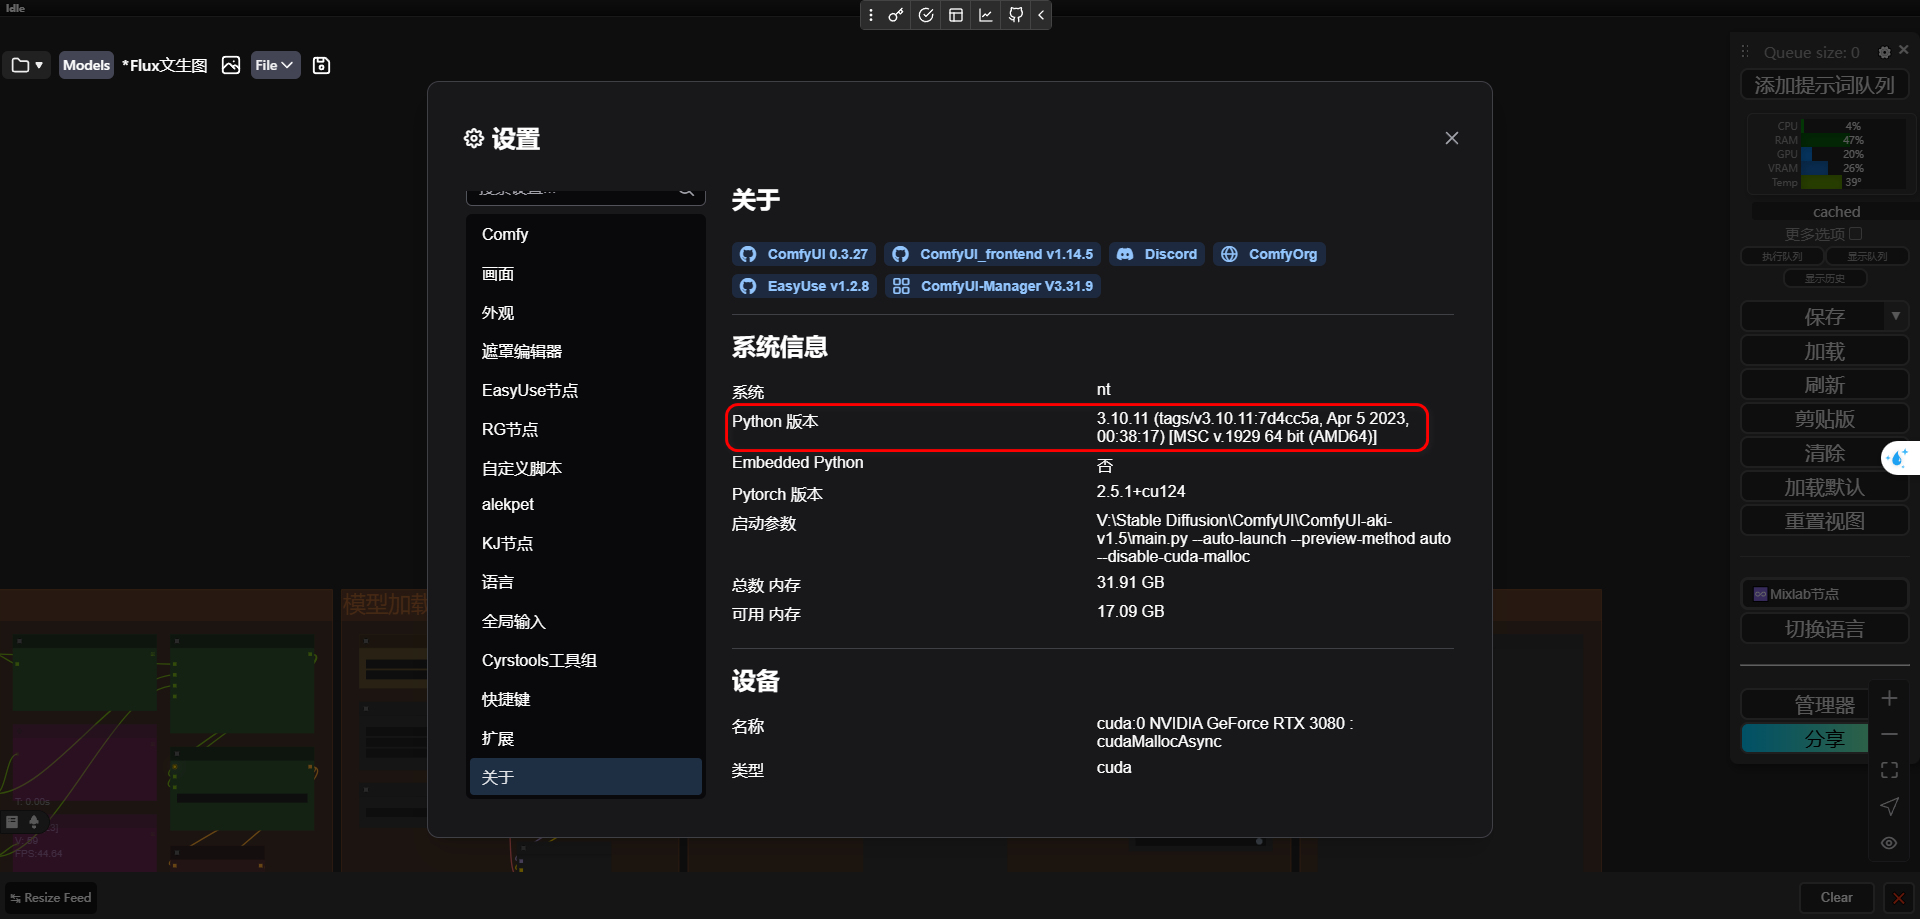 Idle
Models
*Flux文生图
File
Queue size: 0
添加提示词队列
CPU 4%
RAM 47%
GPU 20%
VRAM 26%
Temp 39°
cached
更多选项
执行队列
显示队列
显示历史
保存
加载
刷新
剪贴版
清除
加载默认
重置视图
Mixlab节点
切换语言
管理器
分享
设置
搜索设置...
Comfy
画面
外观
遮罩编辑器
EasyUse节点
RG节点
自定义脚本
alekpet
KJ节点
语言
全局输入
Cyrstools工具组
快捷键
扩展
关于
关于
ComfyUI 0.3.27
ComfyUI_frontend v1.14.5
Discord
ComfyOrg
EasyUse v1.2.8
ComfyUI-Manager V3.31.9
系统信息
系统 nt
Python 版本 3.10.11 (tags/v3.10.11:7d4cc5a, Apr 5 2023,
00:38:17) [MSC v.1929 64 bit (AMD64)]
Embedded Python 否
Pytorch 版本 2.5.1+cu124
启动参数 V:\Stable Diffusion\ComfyUI\ComfyUI-aki-
v1.5\main.py --auto-launch --preview-method auto
--disable-cuda-malloc
总数 内存 31.91 GB
可用 内存 17.09 GB
设备
名称 cuda:0 NVIDIA GeForce RTX 3080 :
cudaMallocAsync
类型 cuda
模型加载
T: 0.00s
FPS:44.64
Resize Feed
Clear